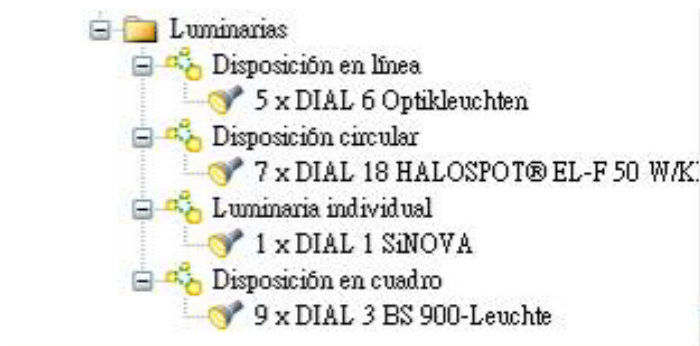 Luminarias
Disposición en línea
5 x DIAL 6 Optikleuchten
Disposición circular
7 x DIAL 18 HALOSPOT® EL-F 50 W/K
Luminaria individual
1 x DIAL 1 SiNOVA
Disposición en cuadro
9 x DIAL 3 BS 900-Leuchte